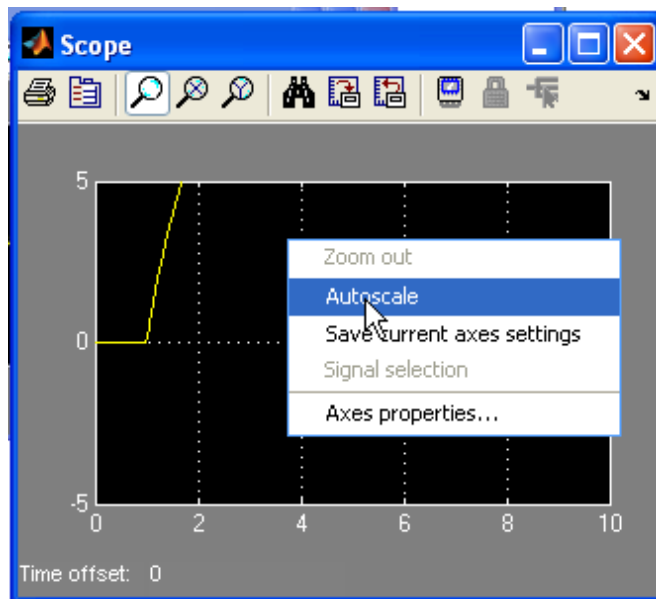 Scope
5
0
-5
0 2 4 6 8 10
Zoom out
Autoscale
Save current axes settings
Signal selection
Axes properties...
Time offset: 0